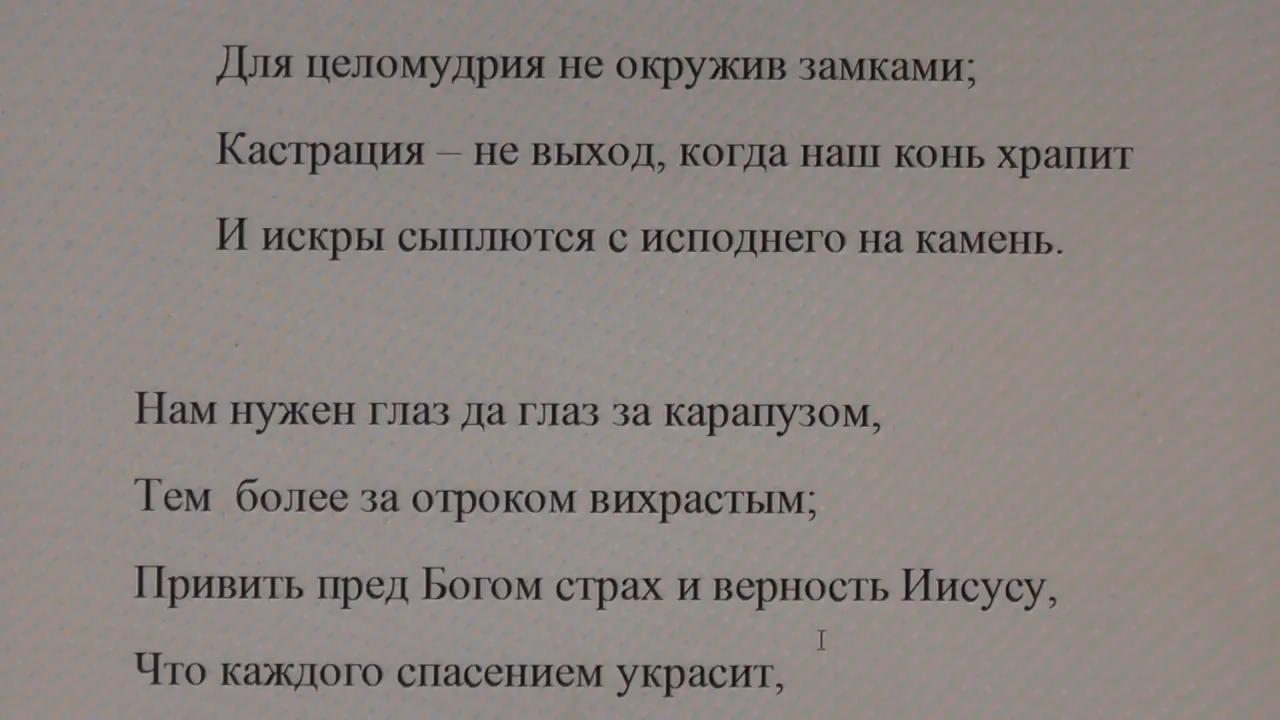 Для целомудрия не окружив замками;
Кастрация – не выход, когда наш конь храпит
И искры сыплются с исподнего на камень.
Нам нужен глаз да глаз за карапузом,
Тем  более за отроком вихрастым;
Привить пред Богом страх и верность Иисусу,
Что каждого спасением украсит,